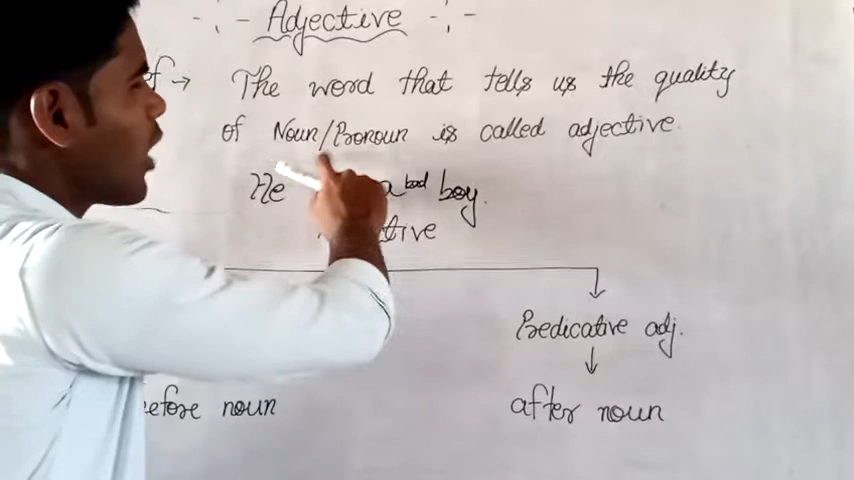 Adjective
The word that tells us the quality
of Noun/Pronoun is called adjective.
He a bad boy.
Predicative adj.
after noun
noun